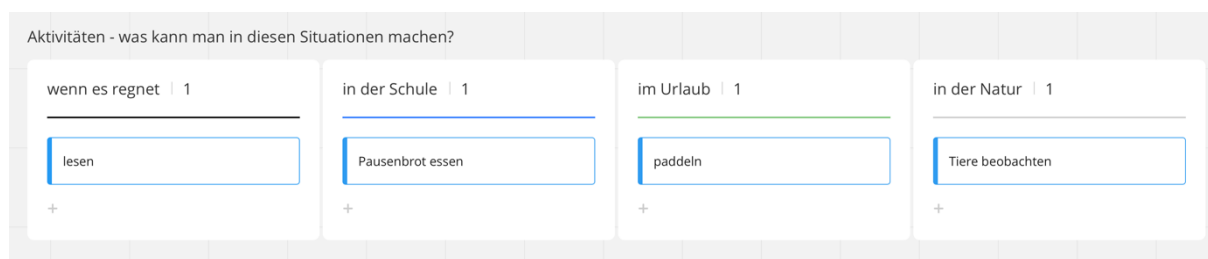 Aktivitäten - was kann man in diesen Situationen machen?
wenn es regnet | 1
lesen
+
in der Schule | 1
Pausenbrot essen
+
im Urlaub | 1
paddeln
+
in der Natur | 1
Tiere beobachten
+